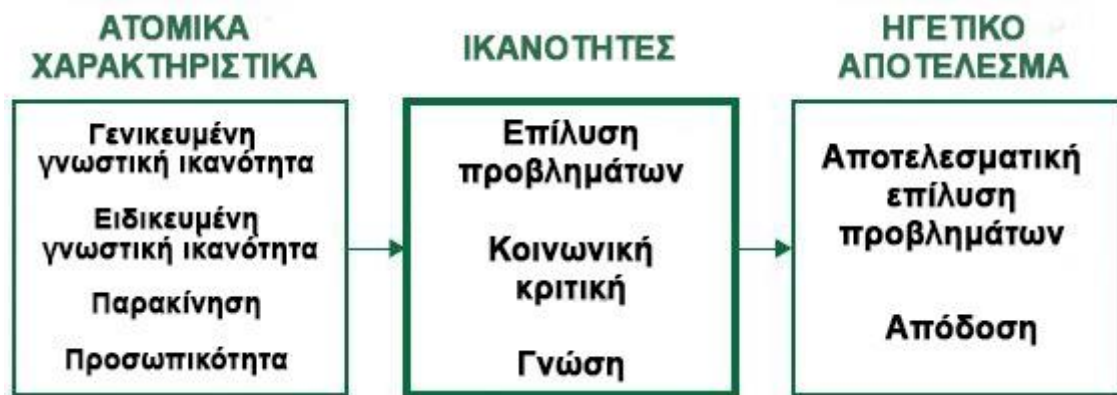 ΑΤΟΜΙΚΑ
ΧΑΡΑΚΤΗΡΙΣΤΙΚΑ
Γενικευμένη
γνωστική ικανότητα
Ειδικευμένη
γνωστική ικανότητα
Παρακίνηση
Προσωπικότητα
ΙΚΑΝΟΤΗΤΕΣ
Επίλυση
προβλημάτων
Κοινωνική
κριτική
Γνώση
ΗΓΕΤΙΚΟ
ΑΠΟΤΕΛΕΣΜΑ
Αποτελεσματική
επίλυση
προβλημάτων
Απόδοση